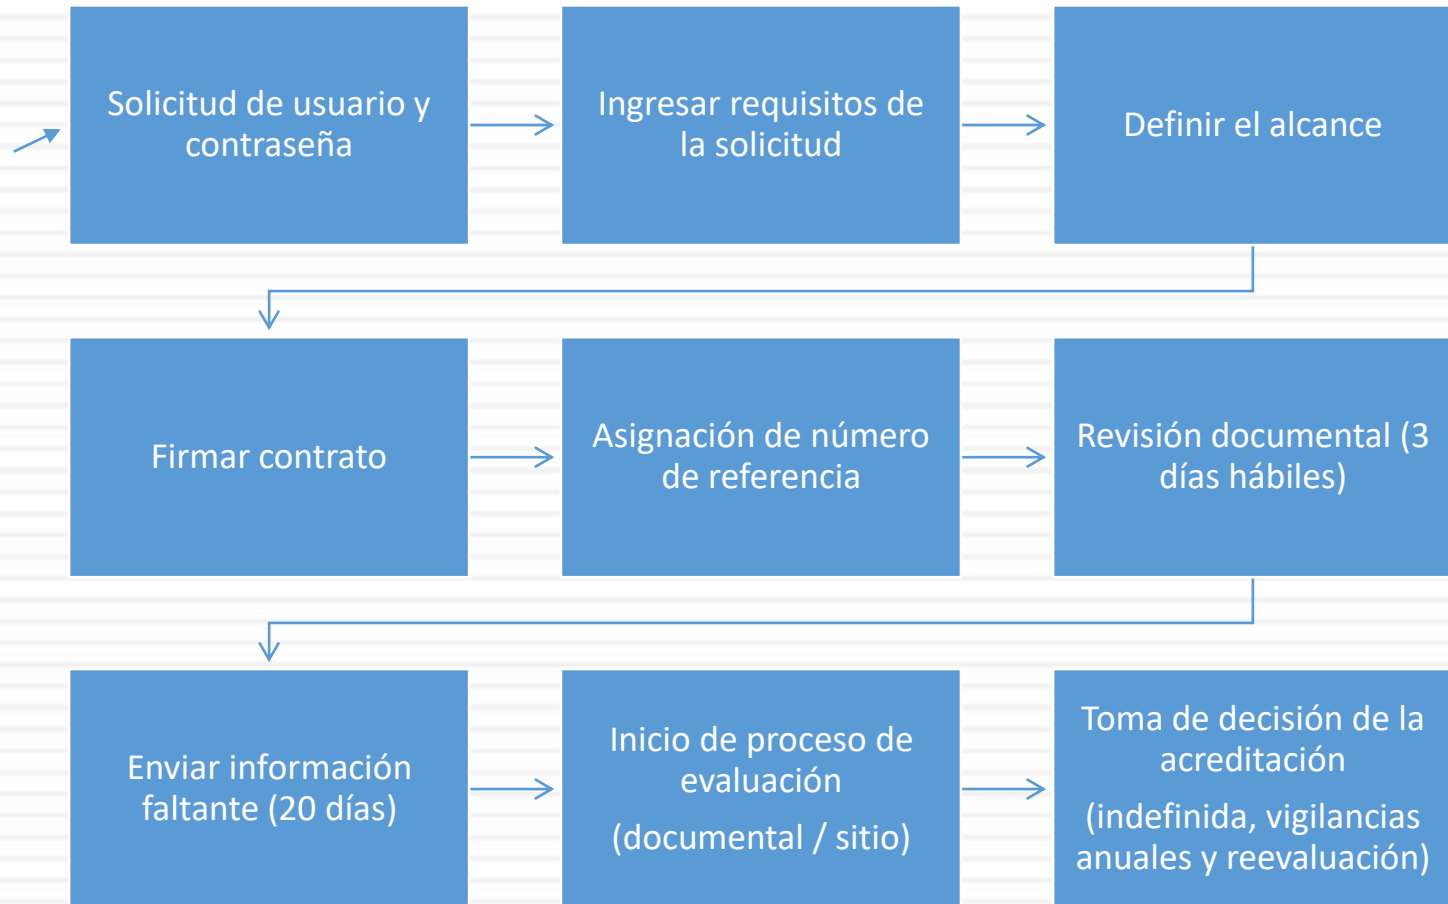 Solicitud de usuario y
contraseña
Ingresar requisitos de
la solicitud
Definir el alcance
Firmar contrato
Asignación de número
de referencia
Revisión documental (3
días hábiles)
Enviar información
faltante (20 días)
Inicio de proceso de
evaluación
(documental / sitio)
Toma de decisión de la
acreditación
(indefinida, vigilancias
anuales y reevaluación)